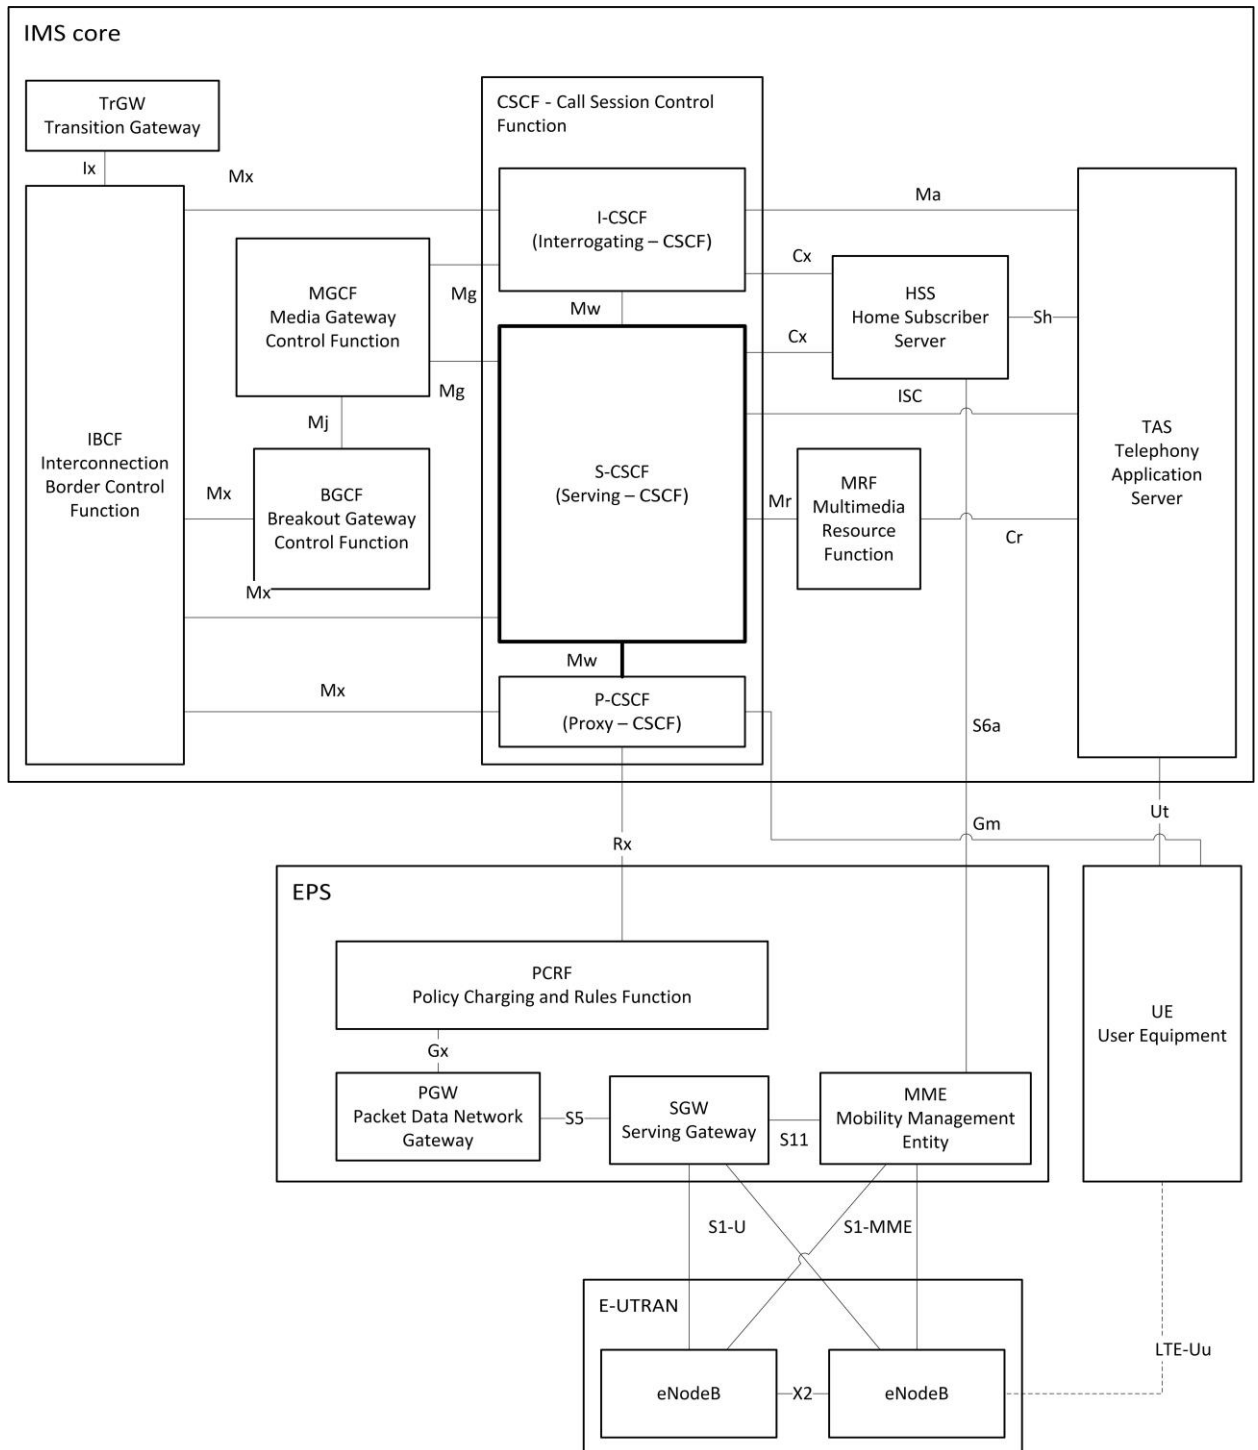 IMS core
TrGW
Transition Gateway
CSCF - Call Session Control
Function
Ix
Mx
I-CSCF
(Interrogating – CSCF)
Ma
MGCF
Media Gateway
Control Function
Mg
Cx
HSS
Home Subscriber
Server
Sh
Mw
Cx
Mg
ISC
Mj
IBCF
Interconnection
Border Control
Function
Mx
BGCF
Breakout Gateway
Control Function
S-CSCF
(Serving – CSCF)
Mr
MRF
Multimedia
Resource
Function
Cr
TAS
Telephony
Application
Server
Mx
Mw
Mx
P-CSCF
(Proxy – CSCF)
S6a
Ut
Gm
Rx
EPS
PCRF
Policy Charging and Rules Function
UE
User Equipment
Gx
PGW
Packet Data Network
Gateway
S5
SGW
Serving Gateway
S11
MME
Mobility Management
Entity
S1-U
S1-MME
E-UTRAN
eNodeB
X2
eNodeB
LTE-Uu